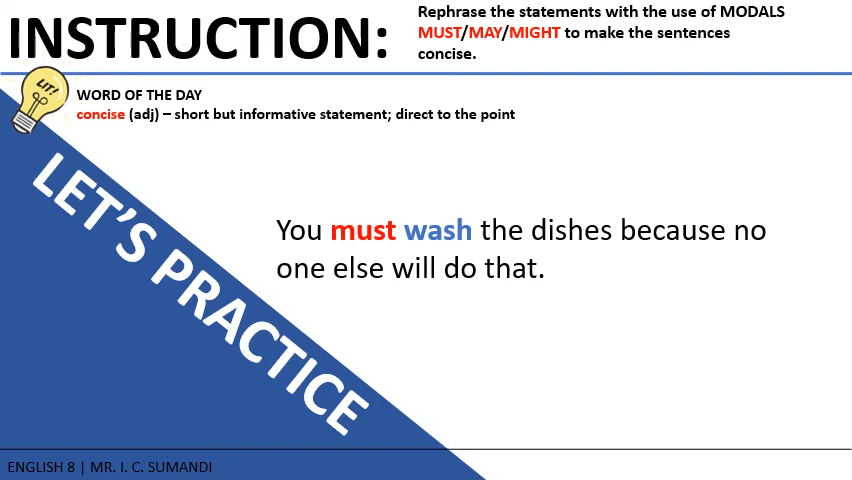 INSTRUCTION:
Rephrase the statements with the use of MODALS
MUST/MAY/MIGHT to make the sentences
concise.
LIT!
WORD OF THE DAY
concise (adj) – short but informative statement; direct to the point
LET'S PRACTICE
You must wash the dishes because no
one else will do that.
ENGLISH 8 | MR. I. C. SUMANDI